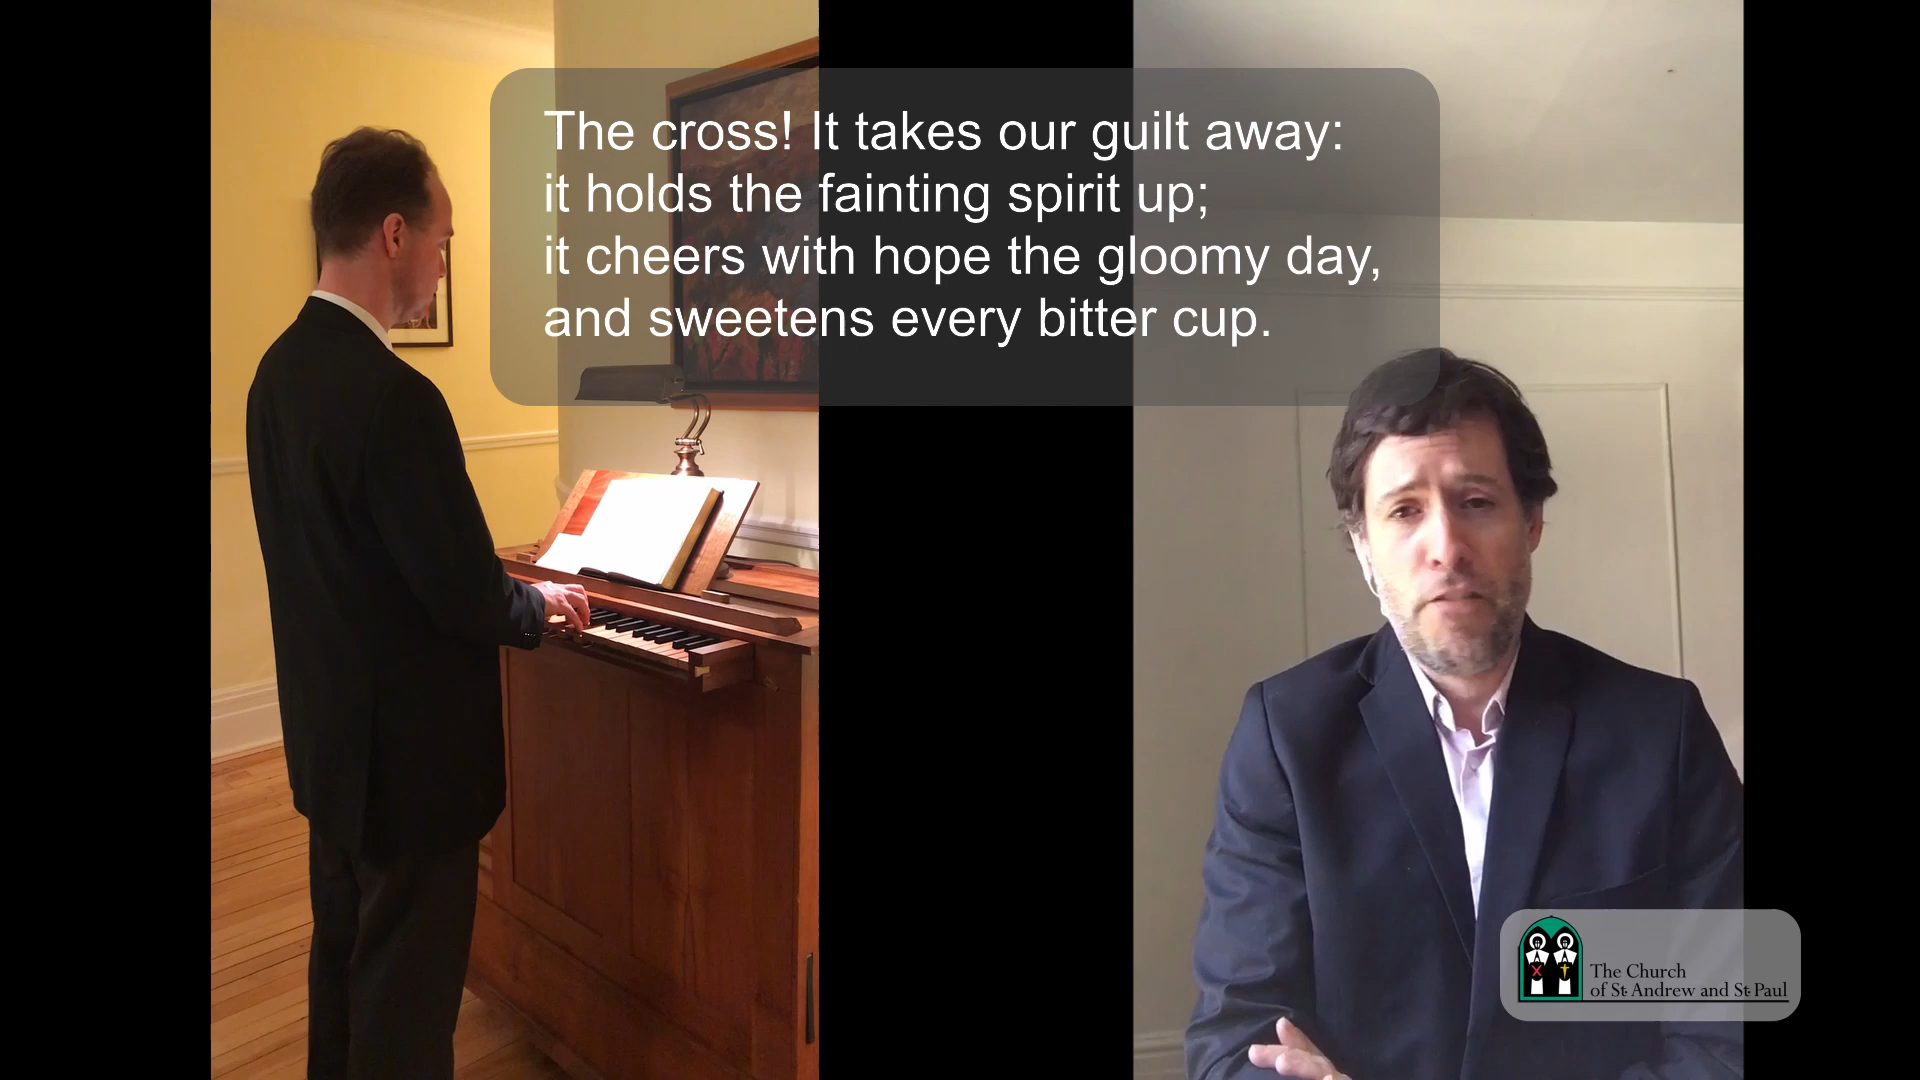 The cross! It takes our guilt away:
it holds the fainting spirit up;
it cheers with hope the gloomy day,
and sweetens every bitter cup.
The Church
of St Andrew and St Paul